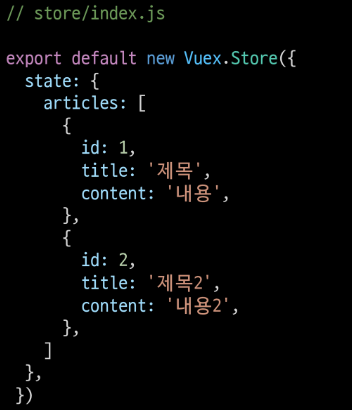 // store/index.js
export default new Vuex.Store({
  state: {
    articles: [
      {
        id: 1,
        title: '제목',
        content: '내용',
      },
      {
        id: 2,
        title: '제목2',
        content: '내용2',
      },
    ]
  },
})